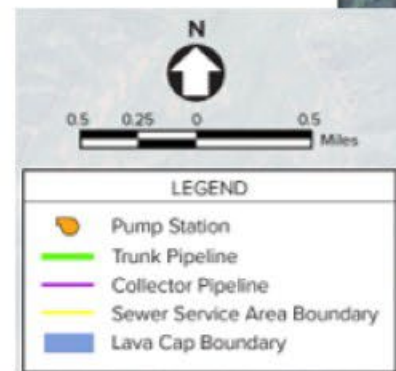 N
0.5 0.25 0 0.5
Miles
LEGEND
Pump Station
Trunk Pipeline
Collector Pipeline
Sewer Service Area Boundary
Lava Cap Boundary